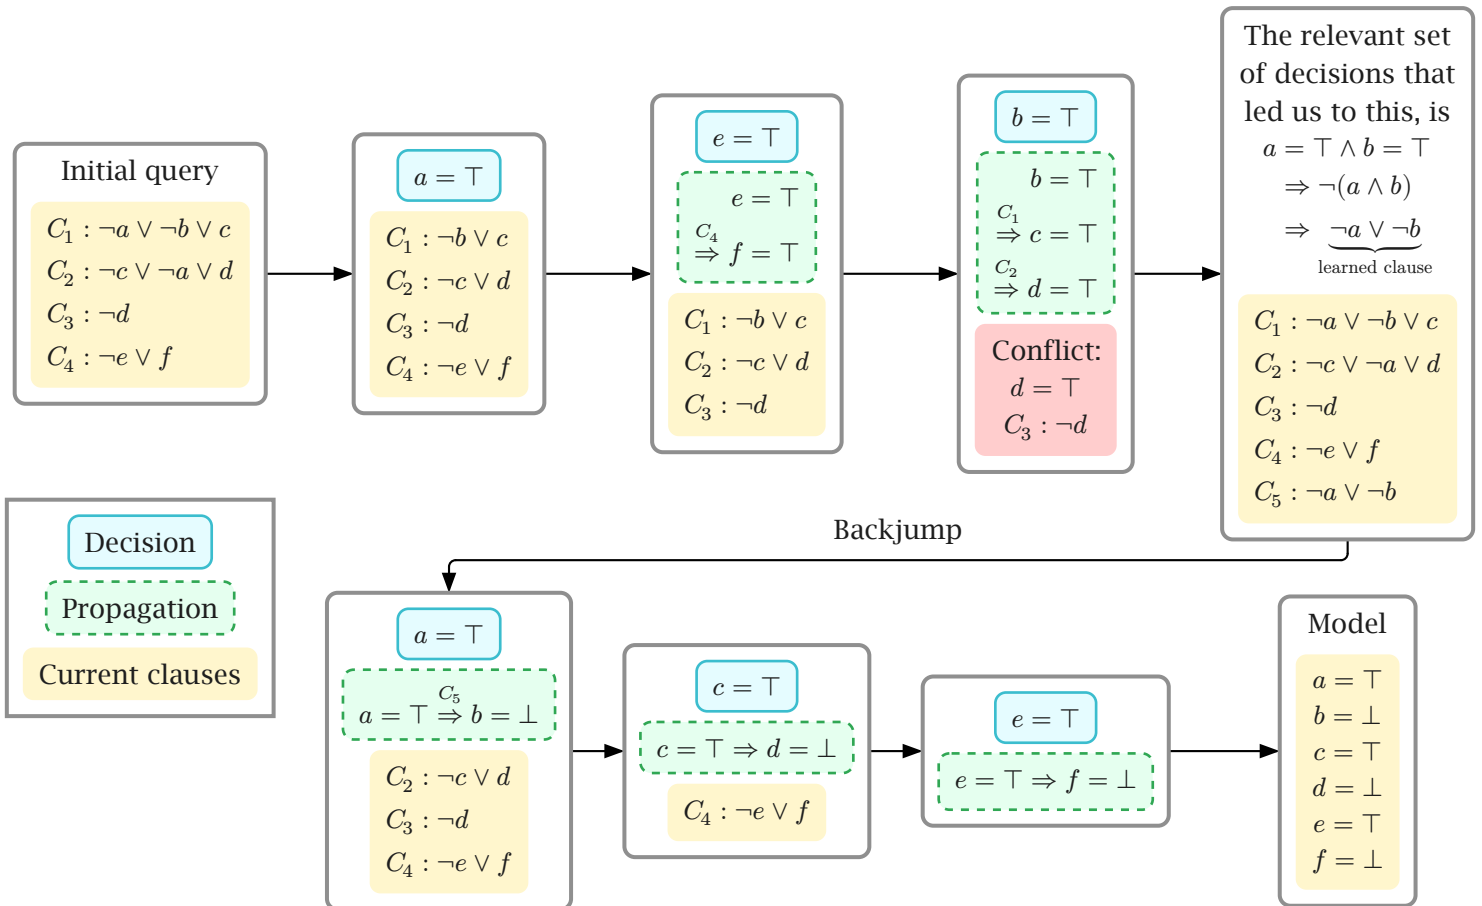 Initial query
C₁ : ¬a ∨ ¬b ∨ c
C₂ : ¬c ∨ ¬a ∨ d
C₃ : ¬d
C₄ : ¬e ∨ f
a = ⊤
C₁ : ¬b ∨ c
C₂ : ¬c ∨ d
C₃ : ¬d
C₄ : ¬e ∨ f
e = ⊤
e = ⊤
C₄
⇒ f = ⊤
C₁ : ¬b ∨ c
C₂ : ¬c ∨ d
C₃ : ¬d
b = ⊤
b = ⊤
C₁
⇒ c = ⊤
C₂
⇒ d = ⊤
Conflict:
d = ⊤
C₃ : ¬d
The relevant set
of decisions that
led us to this, is
a = ⊤ ∧ b = ⊤
⇒ ¬(a ∧ b)
⇒ ¬a ∨ ¬b
learned clause
C₁ : ¬a ∨ ¬b ∨ c
C₂ : ¬c ∨ ¬a ∨ d
C₃ : ¬d
C₄ : ¬e ∨ f
C₅ : ¬a ∨ ¬b
Decision
Propagation
Current clauses
Backjump
a = ⊤
C₅
a = ⊤ ⇒ b = ⊥
C₂ : ¬c ∨ d
C₃ : ¬d
C₄ : ¬e ∨ f
c = ⊤
c = ⊤ ⇒ d = ⊥
C₄ : ¬e ∨ f
e = ⊤
e = ⊤ ⇒ f = ⊥
Model
a = ⊤
b = ⊥
c = ⊤
d = ⊥
e = ⊤
f = ⊥